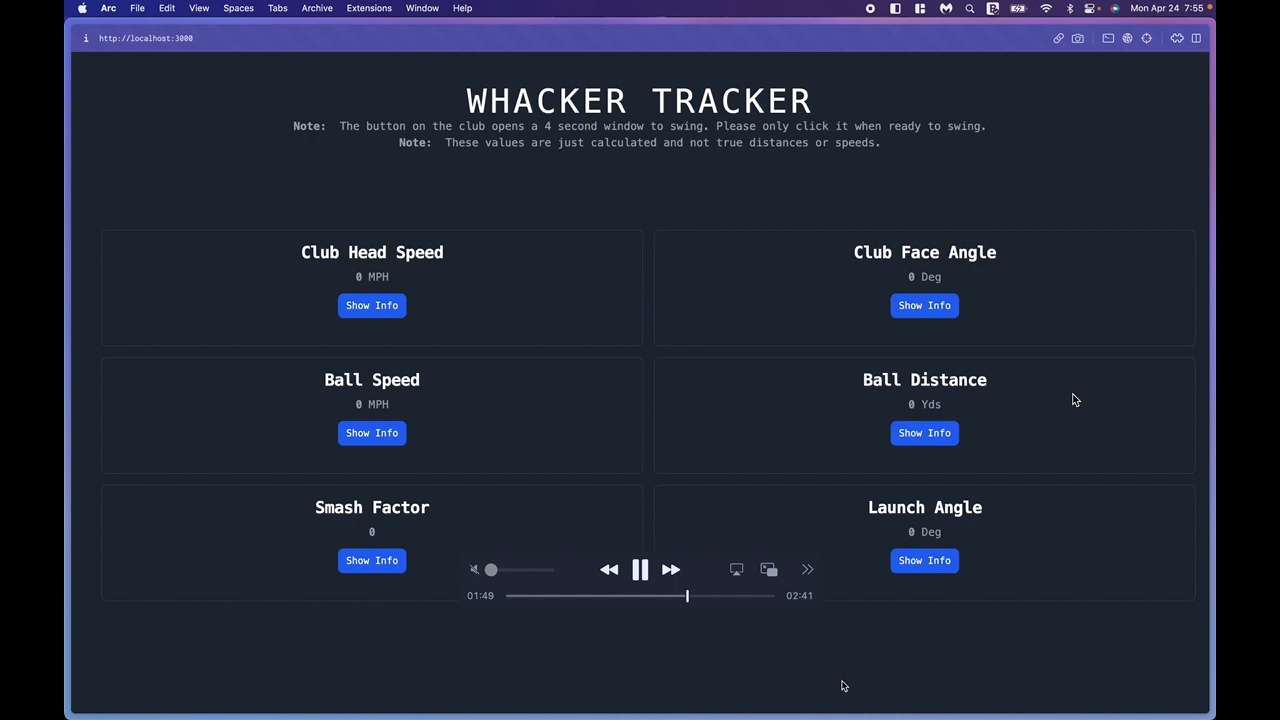 Arc File Edit View Spaces Tabs Archive Extensions Window Help Mon Apr 24 7:55
http://localhost:3000
WHACKER TRACKER
Note: The button on the club opens a 4 second window to swing. Please only click it when ready to swing.
Note: These values are just calculated and not true distances or speeds.
Club Head Speed
0 MPH
Show Info
Club Face Angle
0 Deg
Show Info
Ball Speed
0 MPH
Show Info
Ball Distance
0 Yds
Show Info
Smash Factor
0
Show Info
Launch Angle
0 Deg
Show Info
01:49 02:41